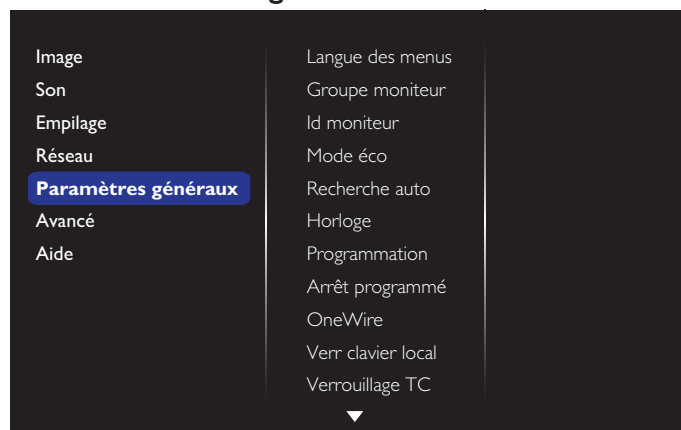 Image
Son
Empilage
Réseau
Paramètres généraux
Avancé
Aide
Langue des menus
Groupe moniteur
Id moniteur
Mode éco
Recherche auto
Horloge
Programmation
Arrêt programmé
OneWire
Verr clavier local
Verrouillage TC